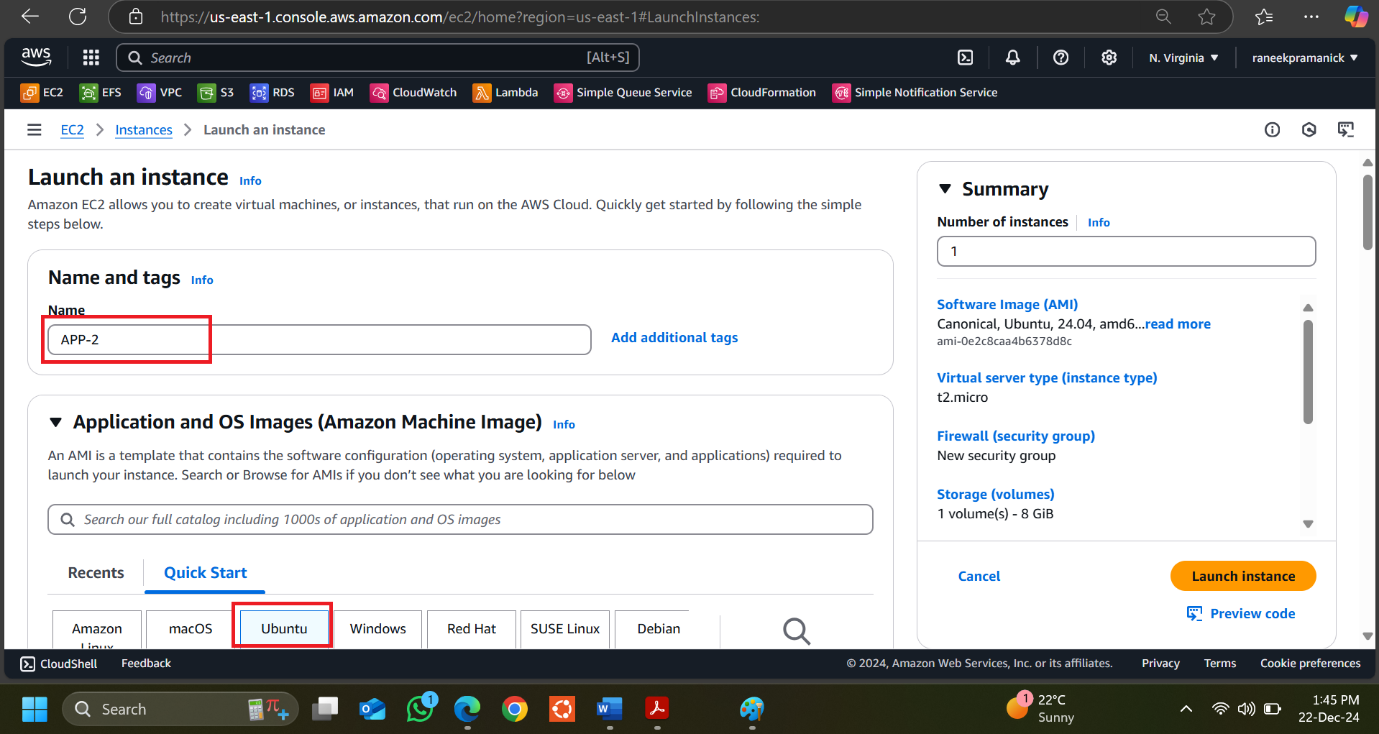 https://us-east-1.console.aws.amazon.com/ec2/home?region=us-east-1#LaunchInstances:
aws
Search
[Alt+S]
N. Virginia
raneekpramanick
EC2
EFS
VPC
S3
RDS
IAM
CloudWatch
Lambda
Simple Queue Service
CloudFormation
Simple Notification Service
EC2
Instances
Launch an instance
Launch an instance Info
Amazon EC2 allows you to create virtual machines, or instances, that run on the AWS Cloud. Quickly get started by following the simple
steps below.
Name and tags Info
Name
APP-2
Add additional tags
Application and OS Images (Amazon Machine Image) Info
An AMI is a template that contains the software configuration (operating system, application server, and applications) required to
launch your instance. Search or Browse for AMIs if you don’t see what you are looking for below
Search our full catalog including 1000s of application and OS images
Recents
Quick Start
Amazon
Linux
macOS
Ubuntu
Windows
Red Hat
SUSE Linux
Debian
Summary
Number of instances Info
1
Software Image (AMI)
Canonical, Ubuntu, 24.04, amd6...read more
ami-0e2c8caa4b6378d8c
Virtual server type (instance type)
t2.micro
Firewall (security group)
New security group
Storage (volumes)
1 volume(s) - 8 GiB
Cancel
Launch instance
Preview code
CloudShell
Feedback
© 2024, Amazon Web Services, Inc. or its affiliates.
Privacy
Terms
Cookie preferences
Search
1
1
22°C
Sunny
1:45 PM
22-Dec-24